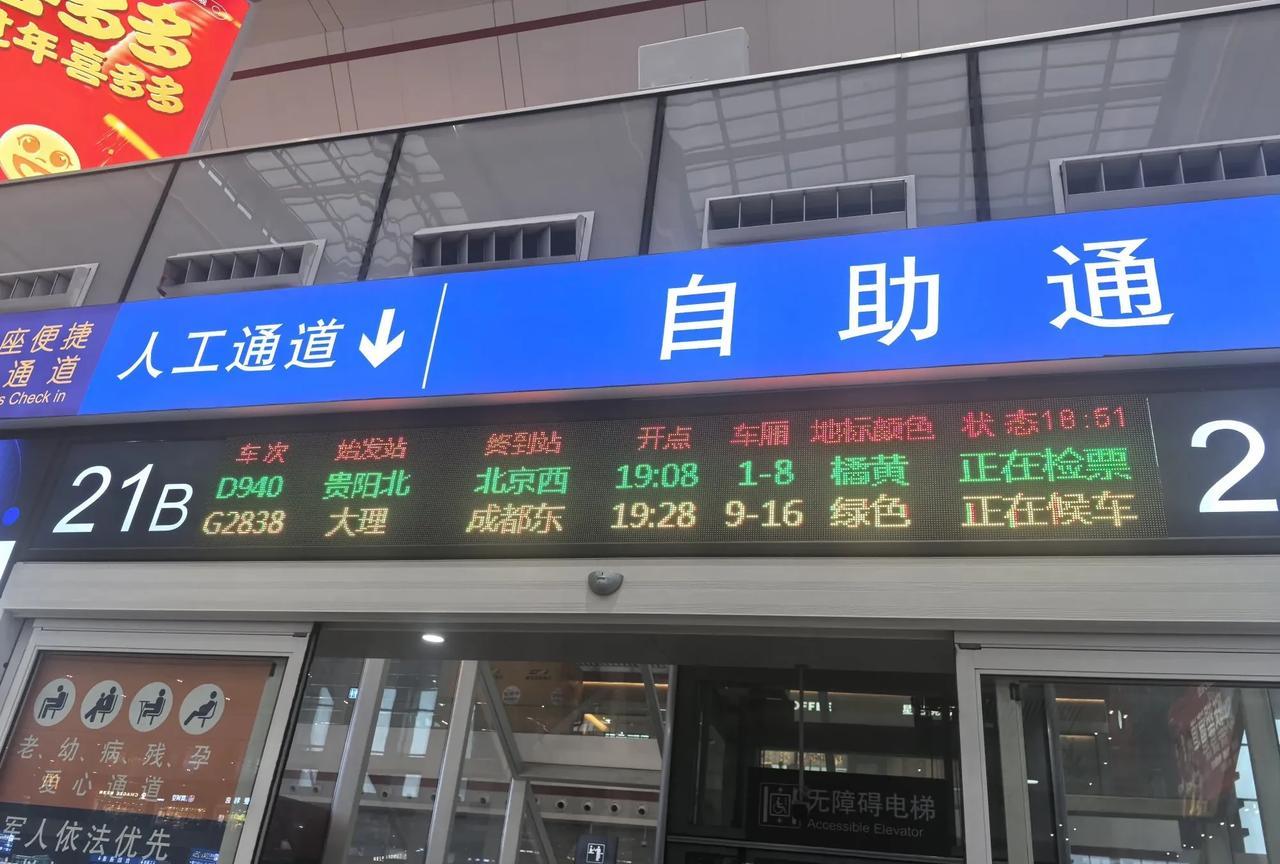 多多
过年喜多多
座便捷
通道
s Check in
人工通道
自助通
21B
车次 始发站 终到站 开点 车厢 地标颜色 状态18:51
D940 贵阳北 北京西 19:08 1-8 橘黄 正在检票
G2838 大理 成都东 19:28 9-16 绿色 正在候车
2
老、幼、病、残、孕
爱心通道
军人依法优先
无障碍电梯
Accessible Elevator